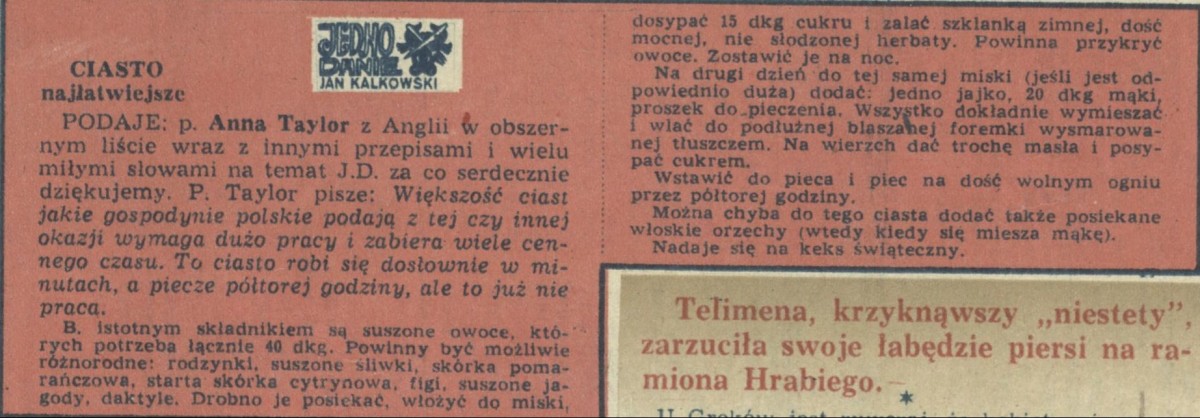 JEDNO
DANIE
JAN KALKOWSKI
CIASTO
najłatwiejsze
PODAJE: p. Anna Taylor z Anglii w obszer-
nym liście wraz z innymi przepisami i wielu
miłymi słowami na temat J.D. za co serdecznie
dziękujemy. P. Taylor pisze: Większość ciast
jakie gospodynie polskie podają z tej czy innej
okazji wymaga dużo pracy i zabiera wiele cen-
nego czasu. To ciasto robi się dosłownie w mi-
nutach, a piecze półtorej godziny, ale to już nie
praca.
B. istotnym składnikiem są suszone owoce, któ-
rych potrzeba łącznie 40 dkg. Powinny być możliwie
różnorodne: rodzynki, suszone śliwki, skórka poma-
rańczowa, starta skórka cytrynowa, figi, suszone ja-
gody, daktyle. Drobno je posiekać, włożyć do miski,
dosypać 15 dkg cukru i zalać szklanką zimnej, dość
mocnej, nie słodzonej herbaty. Powinna przykryć
owoce. Zostawić je na noc.
Na drugi dzień do tej samej miski (jeśli jest od-
powiednio duża) dodać: jedno jajko, 20 dkg mąki,
proszek do pieczenia. Wszystko dokładnie wymieszać
i wlać do podłużnej blaszanej foremki wysmarowa-
nej tłuszczem. Na wierzch dać trochę masła i posy-
pać cukrem.
Wstawić do pieca i piec na dość wolnym ogniu
przez półtorej godziny.
Można chyba do tego ciasta dodać także posiekane
włoskie orzechy (wtedy kiedy się miesza mąkę).
Nadaje się na keks świąteczny.
Telimena, krzyknąwszy „niestety",
zarzuciła swoje łabędzie piersi na ra-
miona Hrabiego.
*